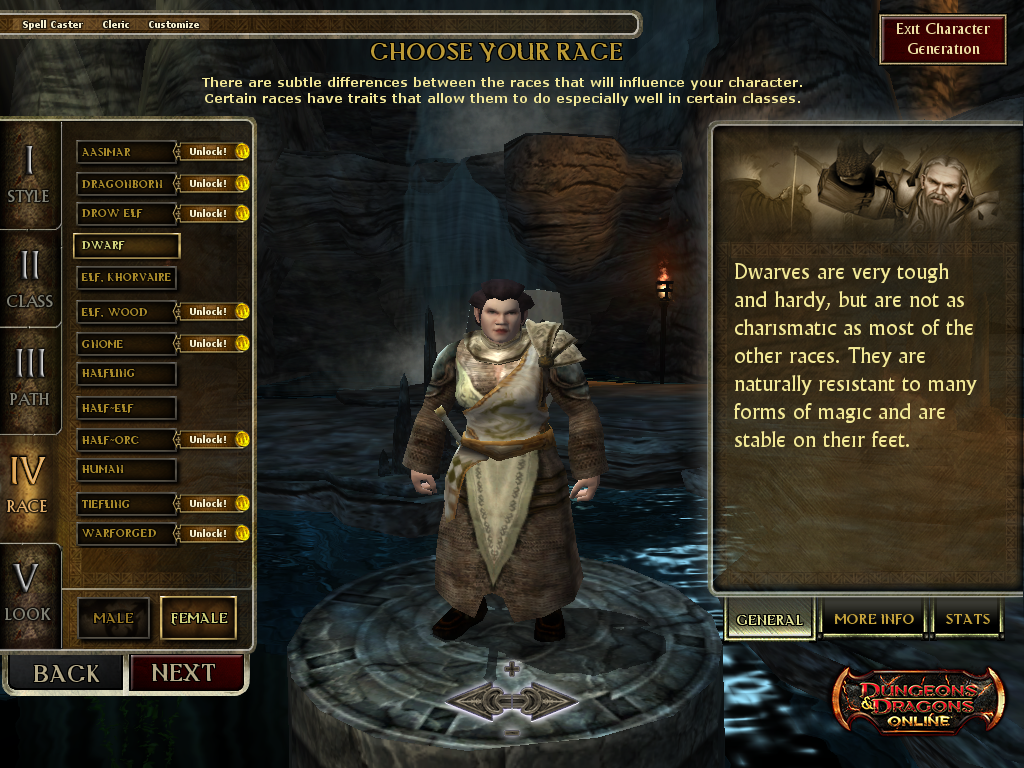 Spell Caster Cleric Customize
Exit Character
Generation
CHOOSE YOUR RACE
There are subtle differences between the races that will influence your character.
Certain races have traits that allow them to do especially well in certain classes.
I
STYLE
II
CLASS
III
PATH
IV
RACE
V
LOOK
AASIMAR Unlock!
DRAGONBORN Unlock!
DROW ELF Unlock!
DWARF
ELF, KHORVAIRE
ELF, WOOD Unlock!
GNOME Unlock!
HALFLING
HALF-ELF
HALF-ORC Unlock!
HUMAN
TIEFLING Unlock!
WARFORGED Unlock!
MALE FEMALE
BACK NEXT
Dwarves are very tough
and hardy, but are not as
charismatic as most of the
other races. They are
naturally resistant to many
forms of magic and are
stable on their feet.
GENERAL MORE INFO STATS
DUNGEONS
& DRAGONS
ONLINE